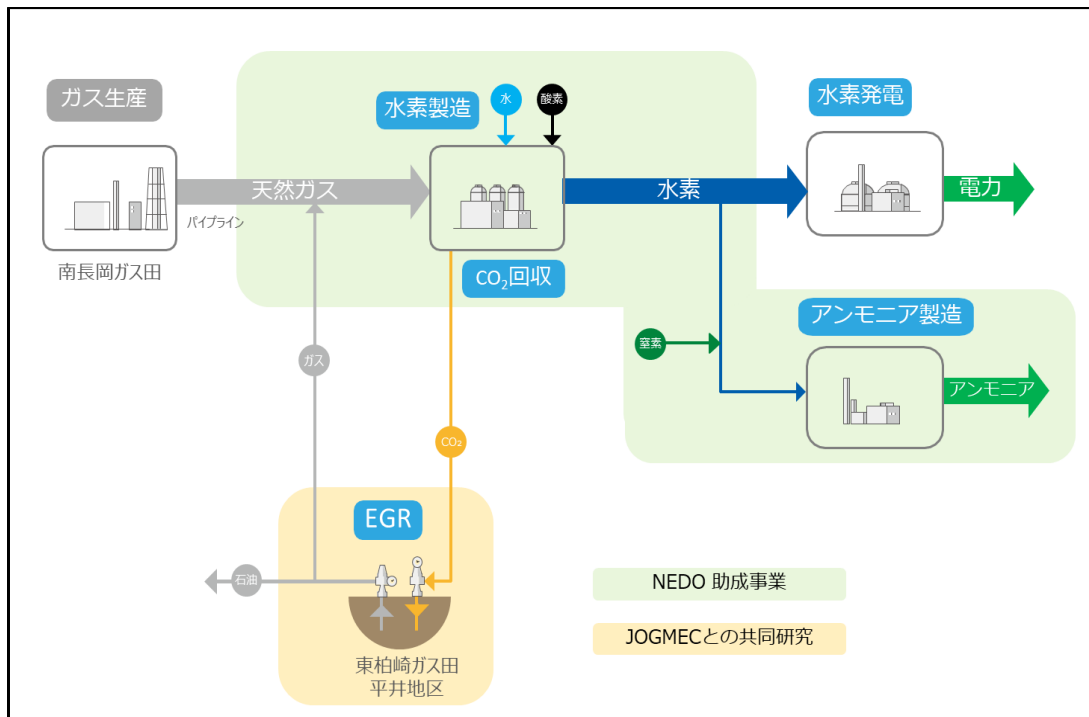 ガス生産
水素製造
水
酸素
水素発電
天然ガス
水素
電力
パイプライン
南長岡ガス田
CO₂回収
アンモニア製造
窒素
ガス
アンモニア
CO₂
EGR
石油
NEDO 助成事業
JOGMECとの共同研究
東柏崎ガス田
平井地区